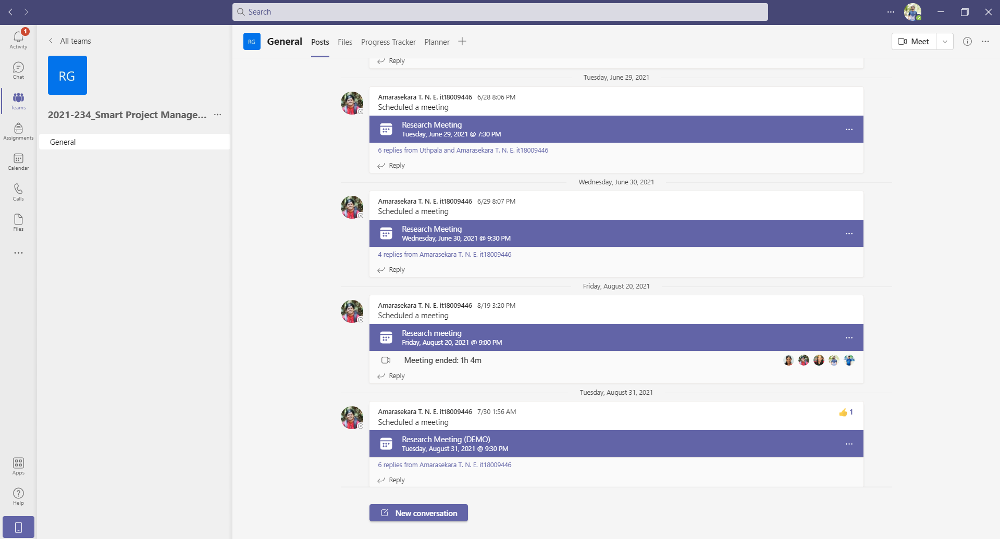 Search
1
Activity
Chat
Teams
Assignments
Calendar
Calls
Files
Apps
Help
All teams
RG
2021-234_Smart Project Manage...
General
RG
General
Posts
Files
Progress Tracker
Planner
Meet
Reply
Tuesday, June 29, 2021
Amarasekara T. N. E. it18009446 6/28 8:06 PM
Scheduled a meeting
Research Meeting
Tuesday, June 29, 2021 @ 7:30 PM
6 replies from Uthpala and Amarasekara T. N. E. it18009446
Reply
Wednesday, June 30, 2021
Amarasekara T. N. E. it18009446 6/29 8:07 PM
Scheduled a meeting
Research Meeting
Wednesday, June 30, 2021 @ 9:30 PM
4 replies from Amarasekara T. N. E. it18009446
Reply
Friday, August 20, 2021
Amarasekara T. N. E. it18009446 8/19 3:20 PM
Scheduled a meeting
Research meeting
Friday, August 20, 2021 @ 9:00 PM
Meeting ended: 1h 4m
Reply
Tuesday, August 31, 2021
Amarasekara T. N. E. it18009446 7/30 1:56 AM
👍 1
Scheduled a meeting
Research Meeting (DEMO)
Tuesday, August 31, 2021 @ 9:30 PM
6 replies from Amarasekara T. N. E. it18009446
Reply
New conversation